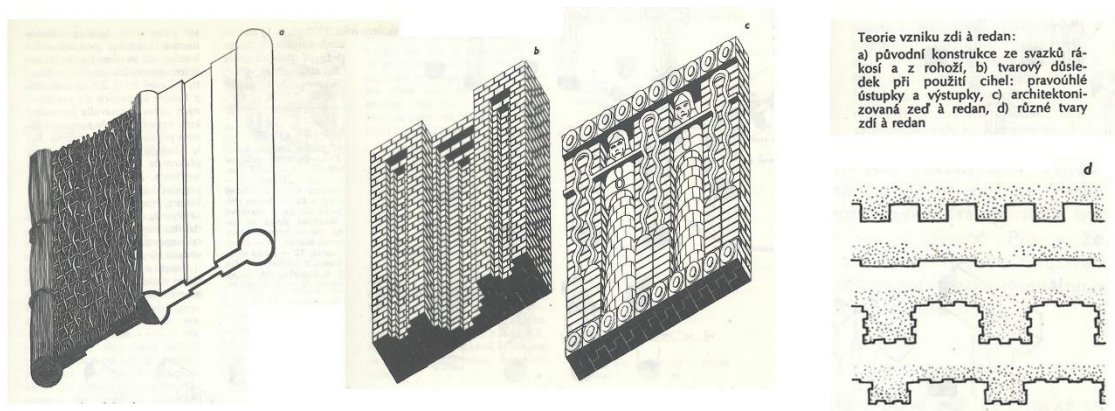 a
b
c
Teorie vzniku zdi à redan:
a) původní konstrukce ze svazků rá-
kosí a z rohoží, b) tvarový důsle-
dek při použití cihel: pravoúhlé
ústupky a výstupky, c) architektoni-
zovaná zeď à redan, d) různé tvary
zdí à redan
d